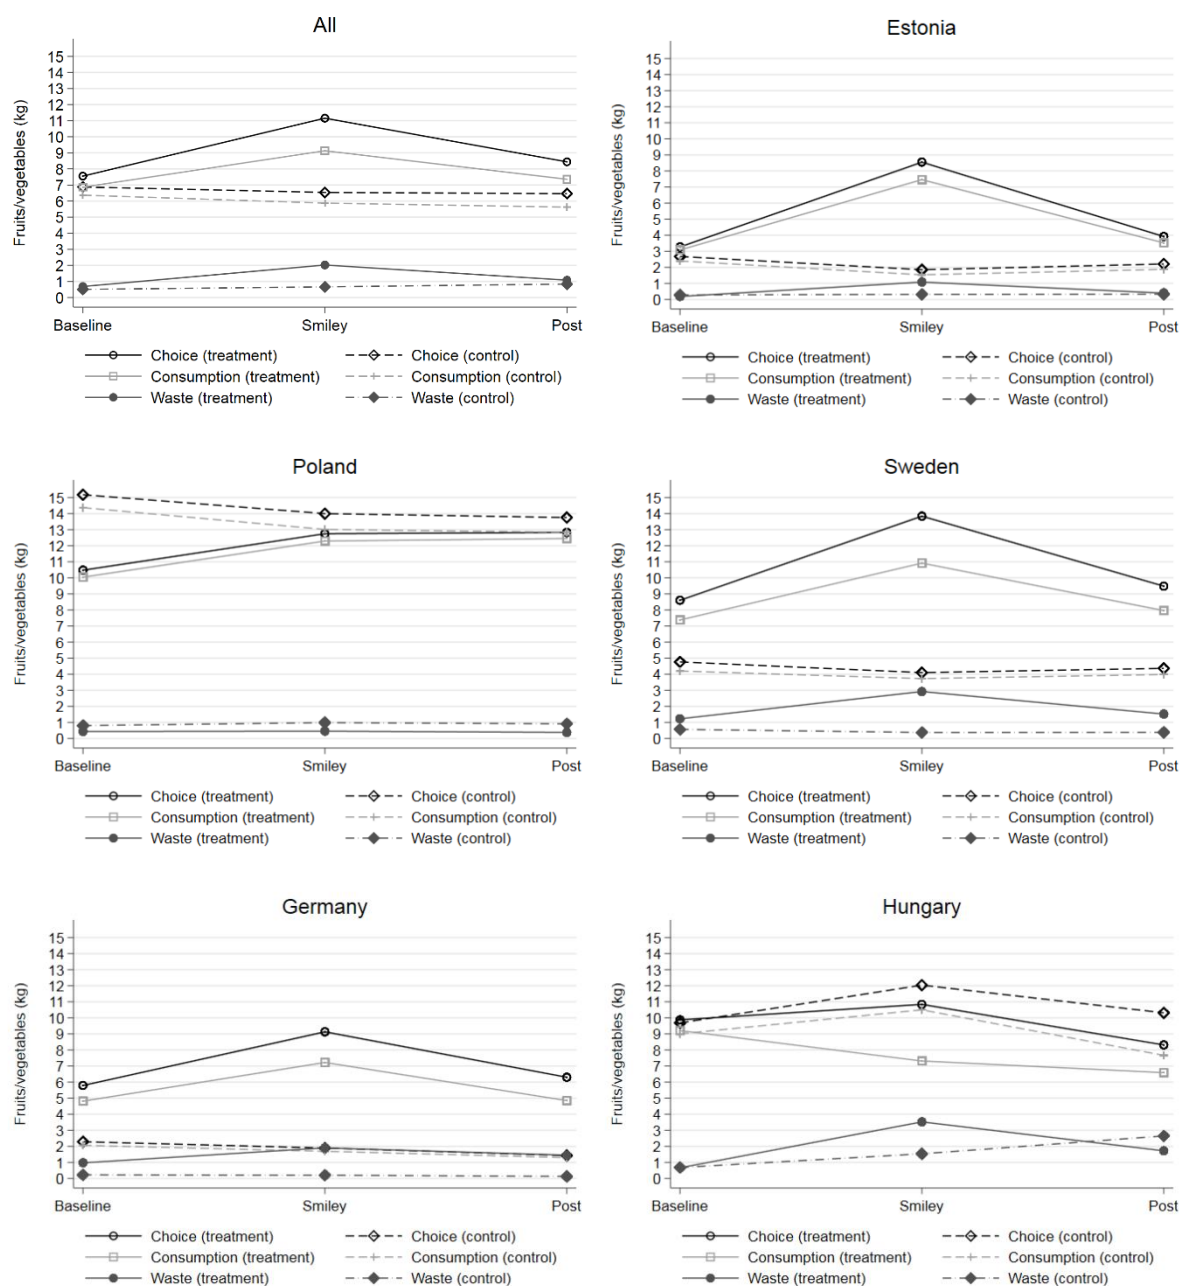 All
Fruits/vegetables (kg)
15
14
13
12
11
10
9
8
7
6
5
4
3
2
1
0
Baseline Smiley Post
Choice (treatment) Choice (control)
Consumption (treatment) Consumption (control)
Waste (treatment) Waste (control)
Estonia
Fruits/vegetables (kg)
15
14
13
12
11
10
9
8
7
6
5
4
3
2
1
0
Baseline Smiley Post
Choice (treatment) Choice (control)
Consumption (treatment) Consumption (control)
Waste (treatment) Waste (control)
Poland
Fruits/vegetables (kg)
15
14
13
12
11
10
9
8
7
6
5
4
3
2
1
0
Baseline Smiley Post
Choice (treatment) Choice (control)
Consumption (treatment) Consumption (control)
Waste (treatment) Waste (control)
Sweden
Fruits/vegetables (kg)
15
14
13
12
11
10
9
8
7
6
5
4
3
2
1
0
Baseline Smiley Post
Choice (treatment) Choice (control)
Consumption (treatment) Consumption (control)
Waste (treatment) Waste (control)
Germany
Fruits/vegetables (kg)
15
14
13
12
11
10
9
8
7
6
5
4
3
2
1
0
Baseline Smiley Post
Choice (treatment) Choice (control)
Consumption (treatment) Consumption (control)
Waste (treatment) Waste (control)
Hungary
Fruits/vegetables (kg)
15
14
13
12
11
10
9
8
7
6
5
4
3
2
1
0
Baseline Smiley Post
Choice (treatment) Choice (control)
Consumption (treatment) Consumption (control)
Waste (treatment) Waste (control)